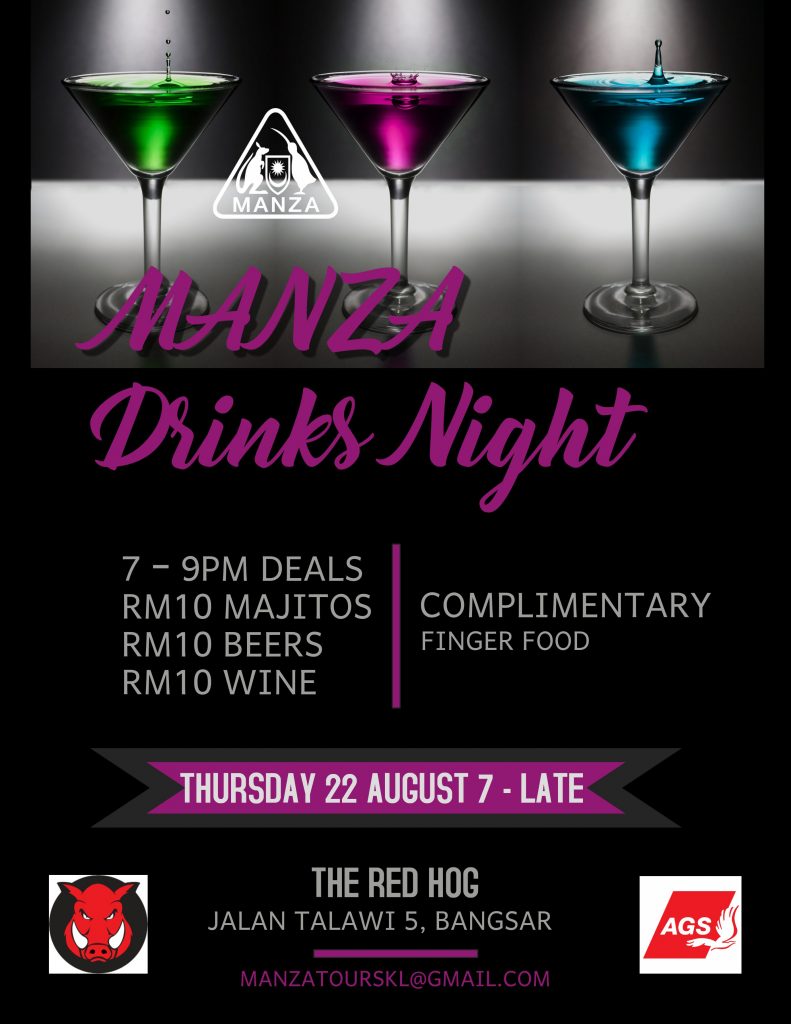 MANZA
MANZA
Drinks Night
7 – 9PM DEALS
RM10 MAJITOS
RM10 BEERS
RM10 WINE
COMPLIMENTARY
FINGER FOOD
THURSDAY 22 AUGUST 7 - LATE
THE RED HOG
JALAN TALAWI 5, BANGSAR
MANZATOURSKL@GMAIL.COM
AGS